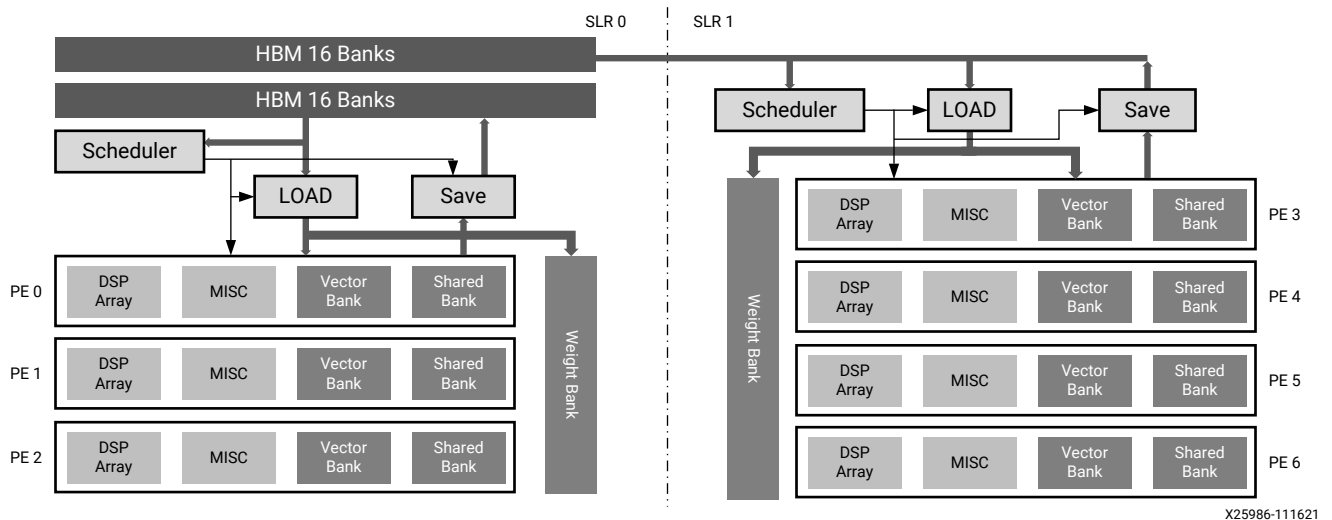 SLR 0
SLR 1
HBM 16 Banks
HBM 16 Banks
Scheduler
LOAD
Save
PE 0
DSP
Array
MISC
Vector
Bank
Shared
Bank
PE 1
DSP
Array
MISC
Vector
Bank
Shared
Bank
PE 2
DSP
Array
MISC
Vector
Bank
Shared
Bank
Weight Bank
Scheduler
LOAD
Save
Weight Bank
DSP
Array
MISC
Vector
Bank
Shared
Bank
PE 3
DSP
Array
MISC
Vector
Bank
Shared
Bank
PE 4
DSP
Array
MISC
Vector
Bank
Shared
Bank
PE 5
DSP
Array
MISC
Vector
Bank
Shared
Bank
PE 6
X25986-111621